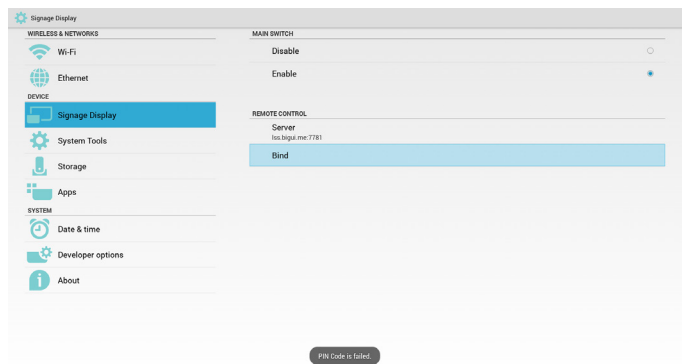 Signage Display
WIRELESS & NETWORKS
Wi-Fi
Ethernet
DEVICE
Signage Display
System Tools
Storage
Apps
SYSTEM
Date & time
Developer options
About
MAIN SWITCH
Disable
Enable
REMOTE CONTROL
Server
lss.bigui.me:7781
Bind
PIN Code is failed.